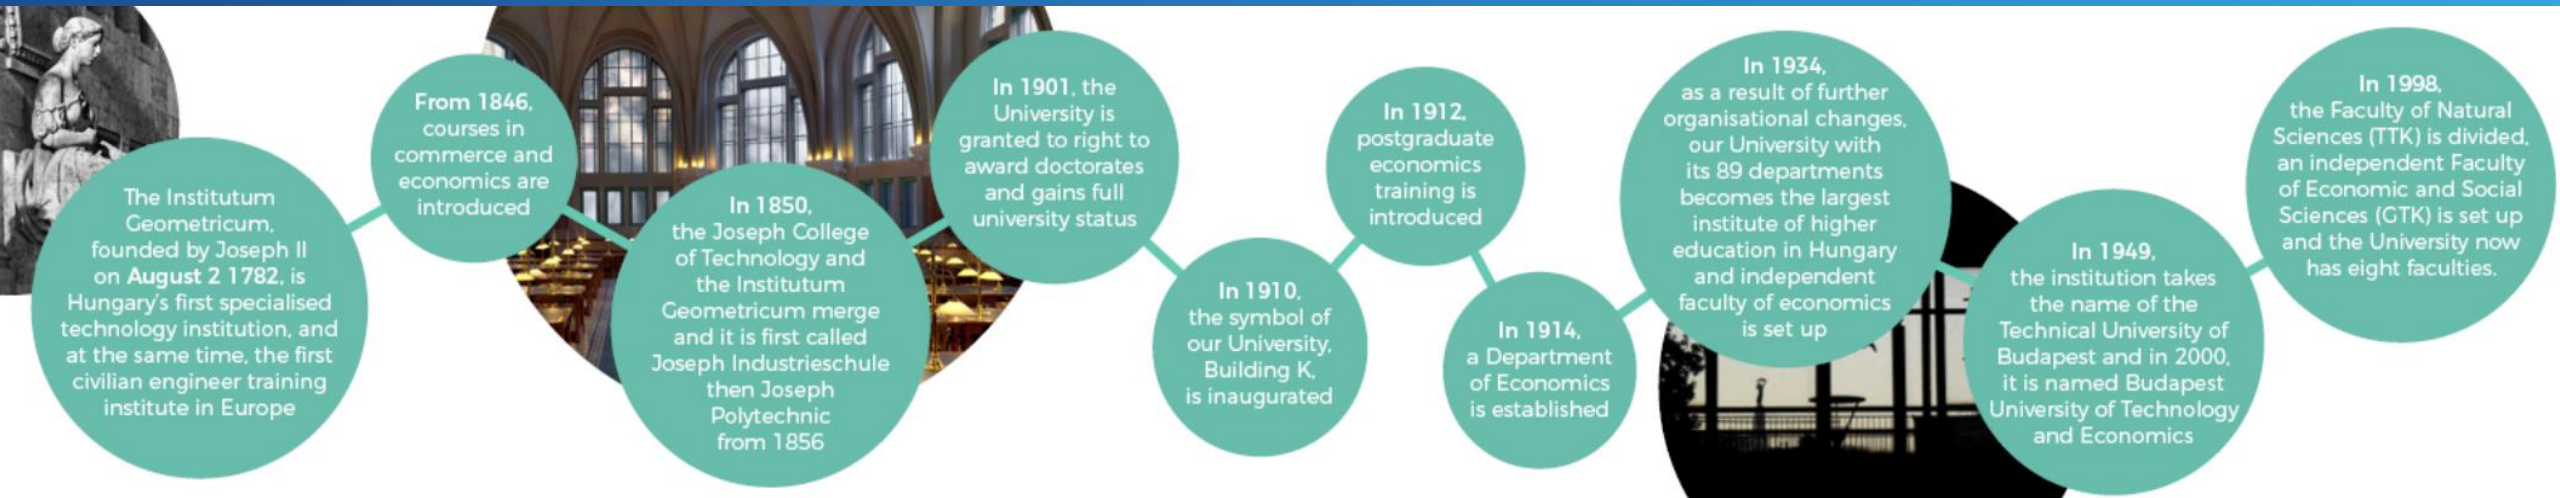 The Institutum
Geometricum,
founded by Joseph II
on August 2 1782, is
Hungary's first specialised
technology institution, and
at the same time, the first
civilian engineer training
institute in Europe
From 1846,
courses in
commerce and
economics are
introduced
In 1850,
the Joseph College
of Technology and
the Institutum
Geometricum merge
and it is first called
Joseph Industrieschule
then Joseph
Polytechnic
from 1856
In 1901, the
University is
granted to right to
award doctorates
and gains full
university status
In 1910,
the symbol of
our University,
Building K,
is inaugurated
In 1912,
postgraduate
economics
training is
introduced
In 1914,
a Department
of Economics
is established
In 1934,
as a result of further
organisational changes,
our University with
its 89 departments
becomes the largest
institute of higher
education in Hungary
and independent
faculty of economics
is set up
In 1949,
the institution takes
the name of the
Technical University of
Budapest and in 2000,
it is named Budapest
University of Technology
and Economics
In 1998,
the Faculty of Natural
Sciences (TTK) is divided,
an independent Faculty
of Economic and Social
Sciences (GTK) is set up
and the University now
has eight faculties.